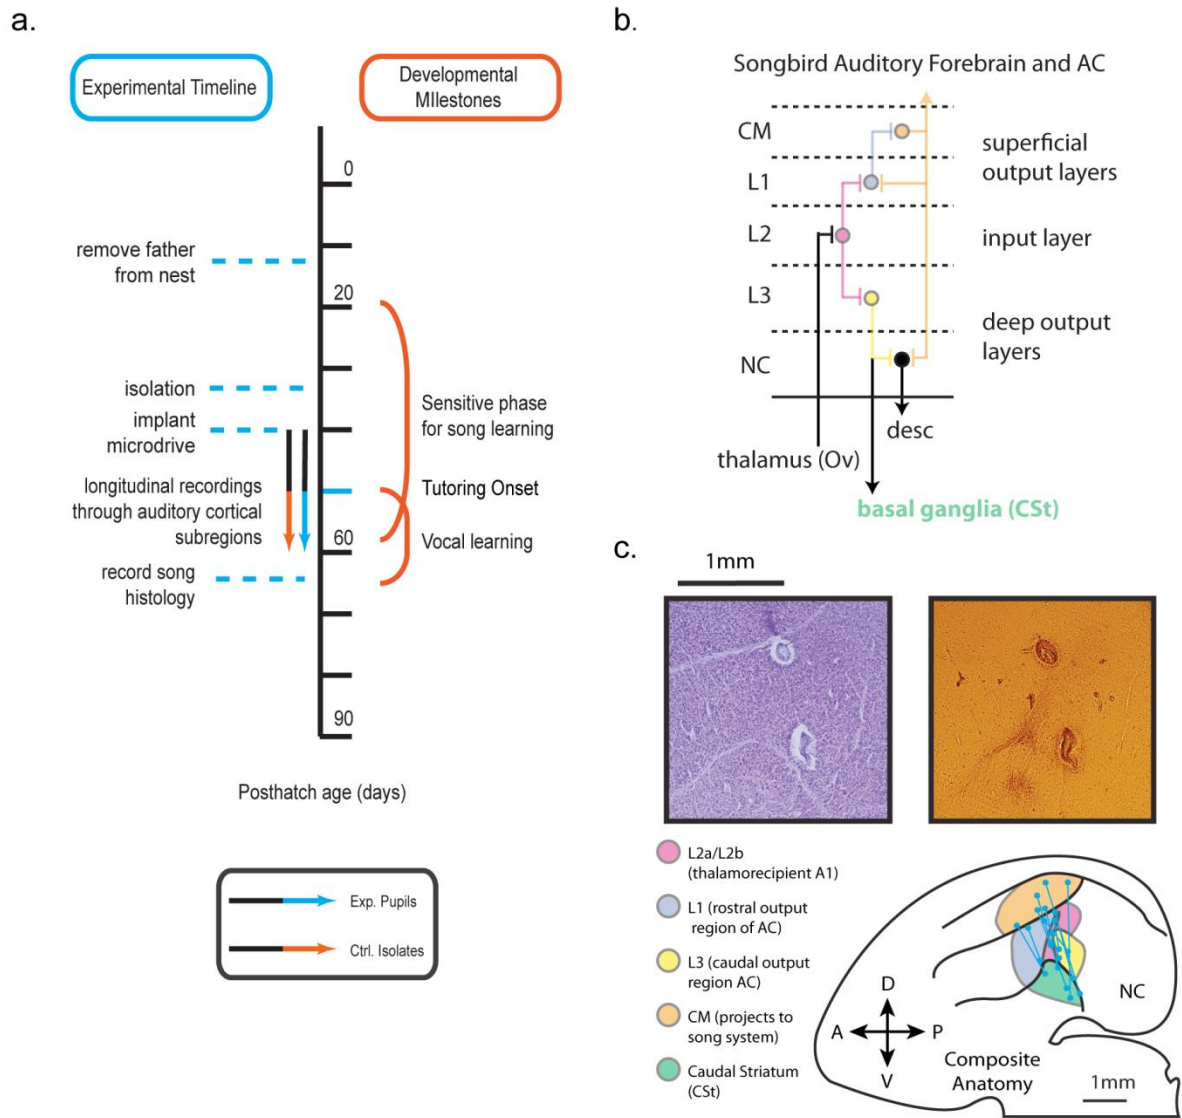 a.
Experimental Timeline
Developmental
MIlestones
0
remove father
from nest
20
isolation
implant
microdrive
Sensitive phase
for song learning
longitudinal recordings
through auditory cortical
subregions
Tutoring Onset
60
Vocal learning
record song
histology
90
Posthatch age (days)
Exp. Pupils
Ctrl. Isolates
b.
Songbird Auditory Forebrain and AC
CM
L1
L2
L3
NC
superficial
output layers
input layer
deep output
layers
desc
thalamus (Ov)
basal ganglia (CSt)
c.
1mm
L2a/L2b
(thalamorecipient A1)
L1 (rostral output
region of AC)
L3 (caudal output
region AC)
CM (projects to
song system)
Caudal Striatum
(CSt)
D
A
P
V
NC
Composite
Anatomy
1mm